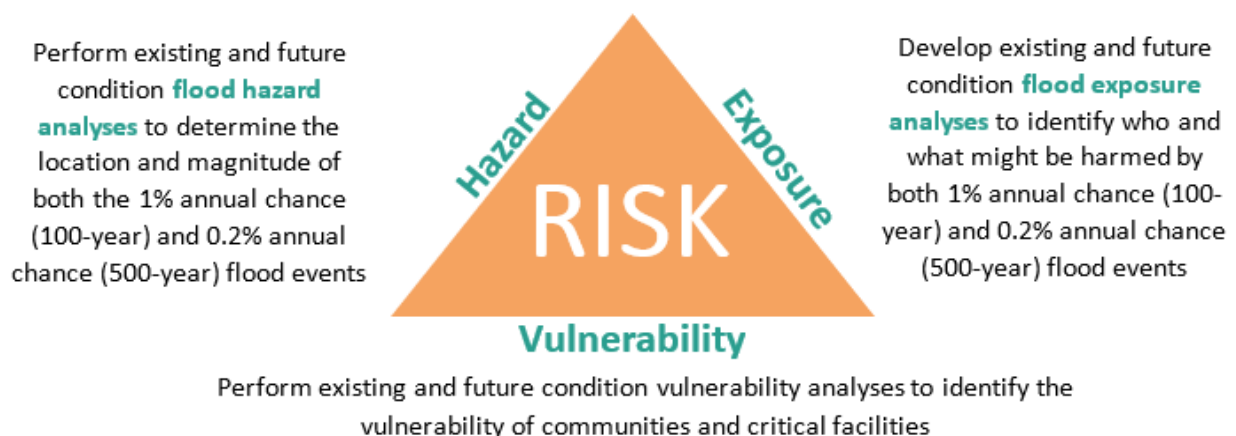 Perform existing and future
condition flood hazard
analyses to determine the
location and magnitude of
both the 1% annual chance
(100-year) and 0.2% annual
chance (500-year) flood events
Hazard
RISK
Exposure
Develop existing and future
condition flood exposure
analyses to identify who and
what might be harmed by
both 1% annual chance (100-
year) and 0.2% annual chance
(500-year) flood events
Vulnerability
Perform existing and future condition vulnerability analyses to identify the
vulnerability of communities and critical facilities